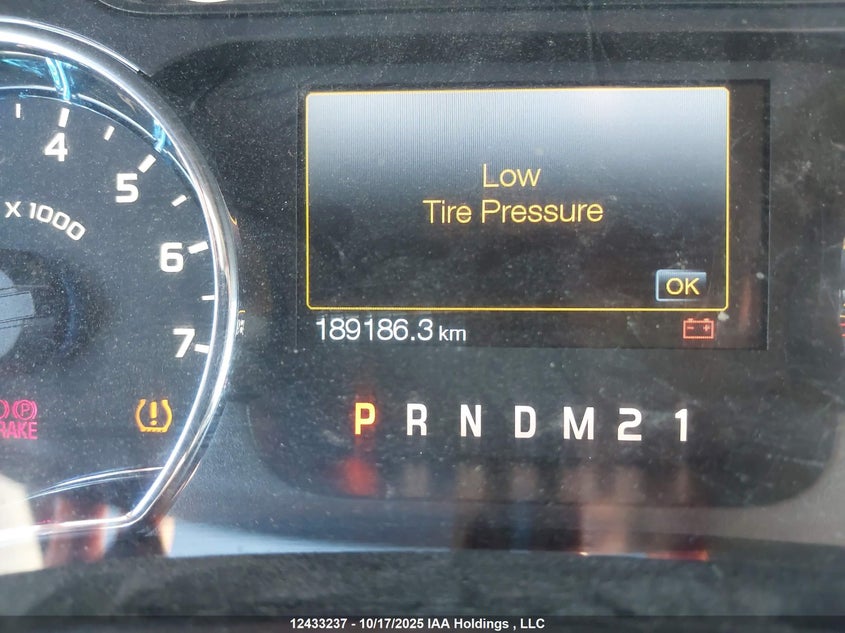 4
5
x 1000
6
7
Low
Tire Pressure
OK
189186.3 km
P R N D M 2 1
12433237 - 10/17/2025 IAA Holdings , LLC